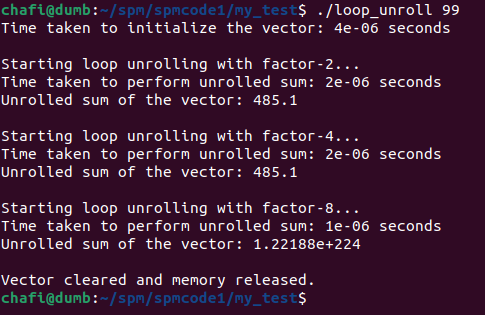 chafi@dumb:~/spm/spmcode1/my_test$ ./loop_unroll 99
Time taken to initialize the vector: 4e-06 seconds
Starting loop unrolling with factor-2...
Time taken to perform unrolled sum: 2e-06 seconds
Unrolled sum of the vector: 485.1
Starting loop unrolling with factor-4...
Time taken to perform unrolled sum: 2e-06 seconds
Unrolled sum of the vector: 485.1
Starting loop unrolling with factor-8...
Time taken to perform unrolled sum: 1e-06 seconds
Unrolled sum of the vector: 1.22188e+224
Vector cleared and memory released.
chafi@dumb:~/spm/spmcode1/my_test$